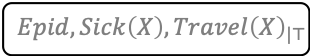 Epid, Sick(X), Travel(X)|⊤